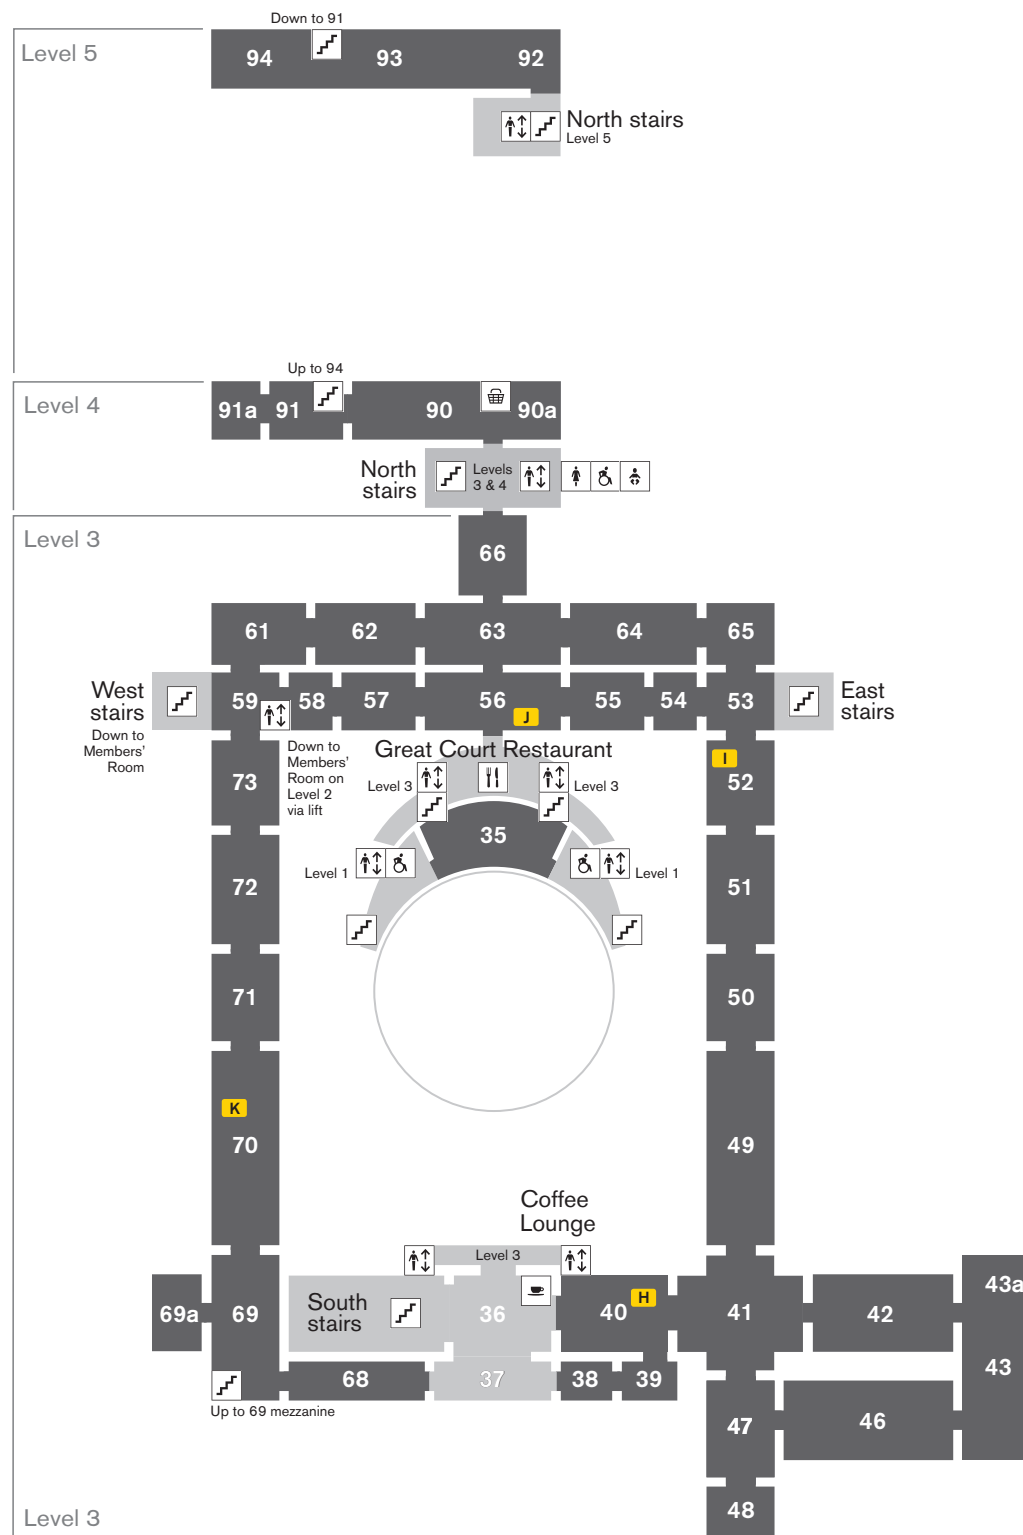 Down to 91
Level 5
94
93
92
North stairs
Level 5
Up to 94
Level 4
91a
91
90
90a
North
stairs
Levels
3 & 4
Level 3
66
61
62
63
64
65
West
stairs
Down to
Members'
Room
59
58
57
56
55
54
53
East
stairs
J
Down to
Members'
Room on
Level 2
via lift
Great Court Restaurant
I
73
Level 3
Level 3
52
35
72
Level 1
Level 1
51
71
50
K
70
49
Coffee
Lounge
Level 3
69a
69
South
stairs
36
40
H
41
42
43a
68
37
38
39
43
Up to 69 mezzanine
47
46
48
Level 3